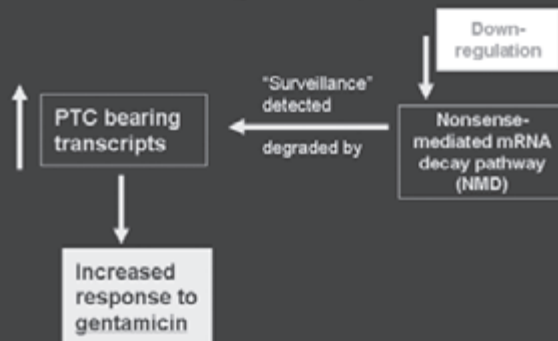 Down-
regulation
"Surveillance"
detected
PTC bearing
transcripts
degraded by
Nonsense-
mediated mRNA
decay pathway
(NMD)
Increased
response to
gentamicin